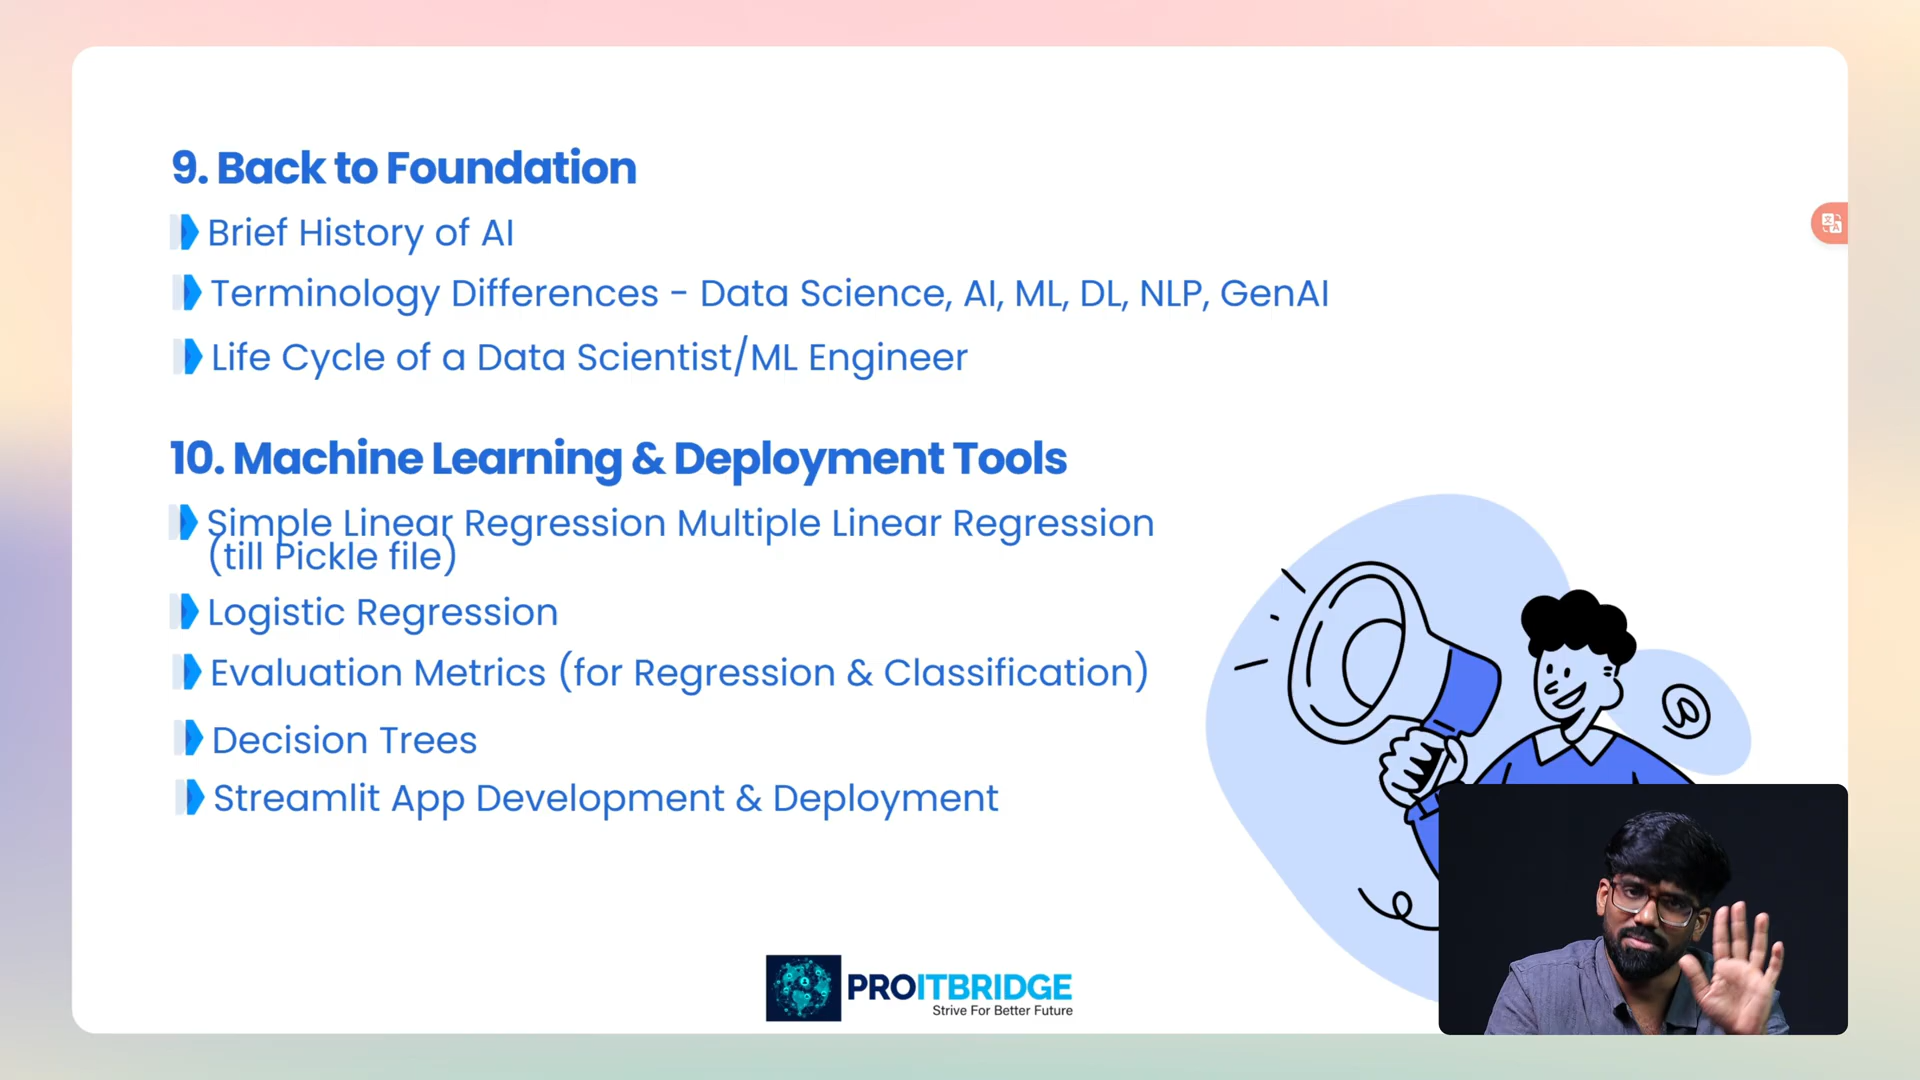 9. Back to Foundation
Brief History of AI
Terminology Differences - Data Science, AI, ML, DL, NLP, GenAI
Life Cycle of a Data Scientist/ML Engineer
10. Machine Learning & Deployment Tools
Simple Linear Regression Multiple Linear Regression
(till Pickle file)
Logistic Regression
Evaluation Metrics (for Regression & Classification)
Decision Trees
Streamlit App Development & Deployment
PROITBRIDGE
Strive For Better Future